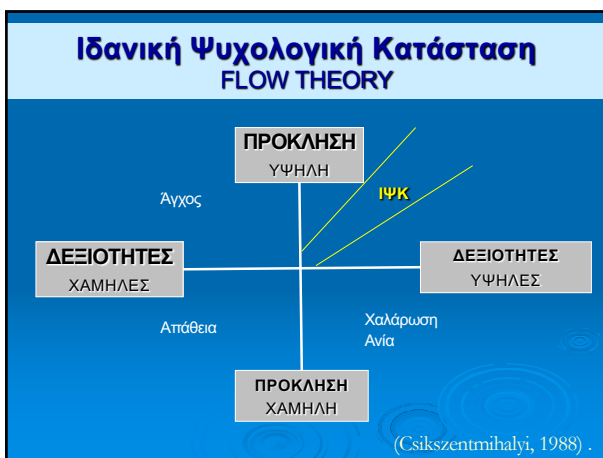 Ιδανική Ψυχολογική Κατάσταση
FLOW THEORY
ΠΡΟΚΛΗΣΗ
ΥΨΗΛΗ
Άγχος
ΙΨΚ
ΔΕΞΙΟΤΗΤΕΣ
ΧΑΜΗΛΕΣ
ΔΕΞΙΟΤΗΤΕΣ
ΥΨΗΛΕΣ
Απάθεια
Χαλάρωση
Ανία
ΠΡΟΚΛΗΣΗ
ΧΑΜΗΛΗ
(Csikszentmihalyi, 1988) .